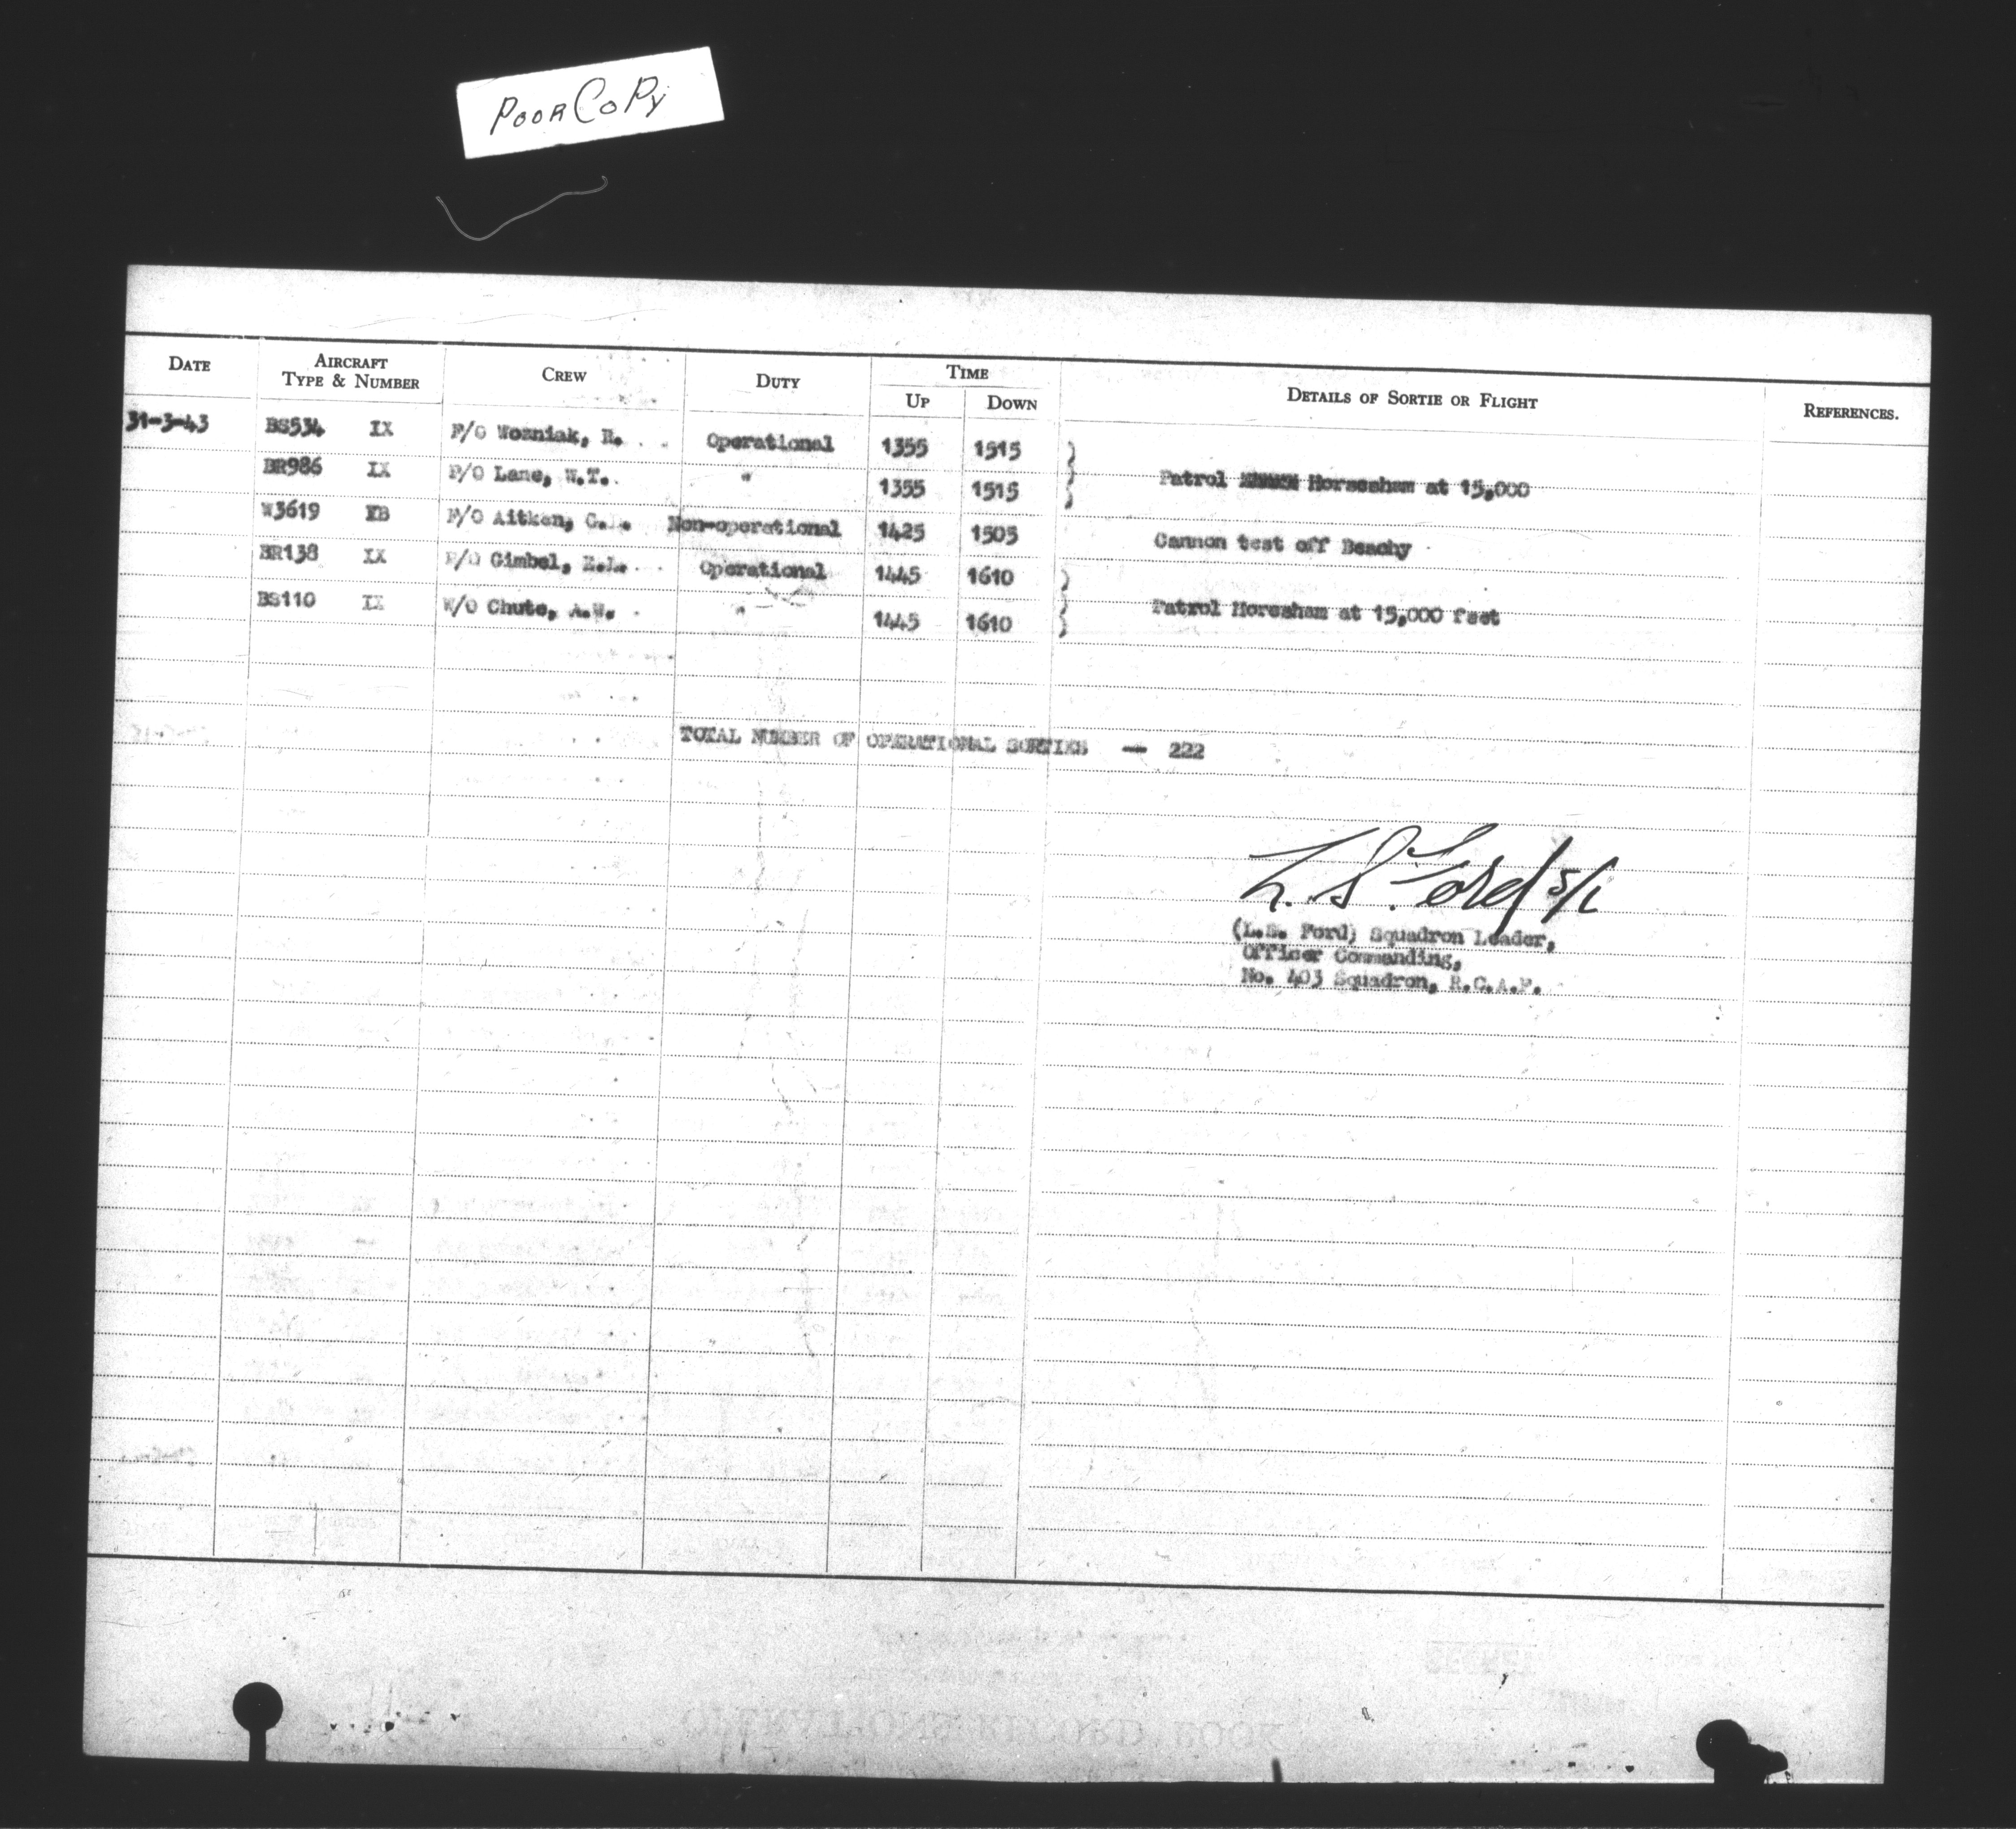 POOR COPY
DATE AIRCRAFT TYPE & NUMBER CREW DUTY TIME UP DOWN DETAILS OF SORTIE OR FLIGHT REFERENCES.
31-3-43 BS534 IX P/O Wozniak, R. Operational 1355 1515 }
BR986 IX P/O Lane, W.T. " 1355 1515 } Patrol Horsesham at 15,000
W3619 VB F/O Aitken, Non-operational 1425 1505 Cannon test off Beachy
BR138 IX P/O Gimbel, E.L. Operational 1445 1610 }
BS110 IX W/O Chute, A.W. " 1445 1610 } Patrol Horesham at 15,000 feet
TOTAL NUMBER OF OPERATIONAL SORTIES — 222
L.S. Ford S/L
(L.S. Ford) Squadron Leader,
Officer Commanding,
No. 403 Squadron, R.C.A.F.